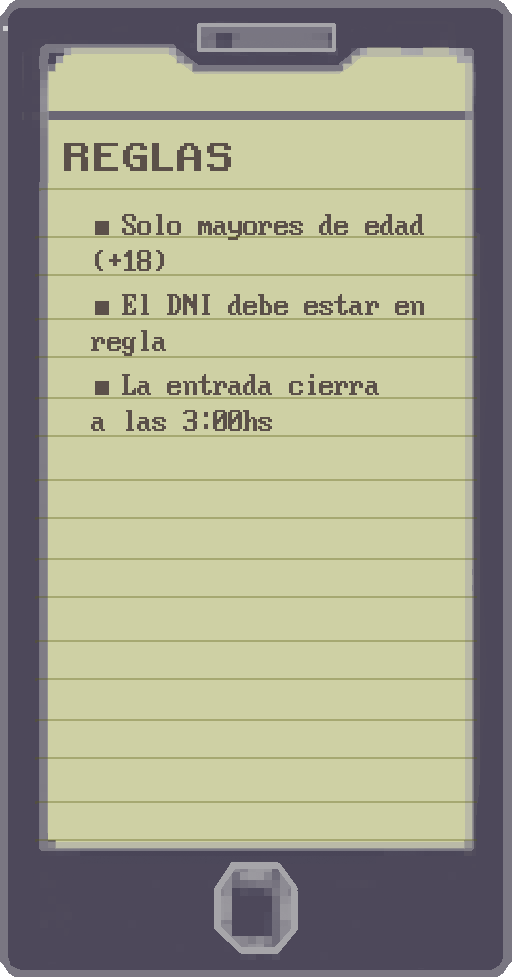 REGLAS
■ Solo mayores de edad
(+18)
■ El DNI debe estar en
regla
■ La entrada cierra
a las 3:00hs